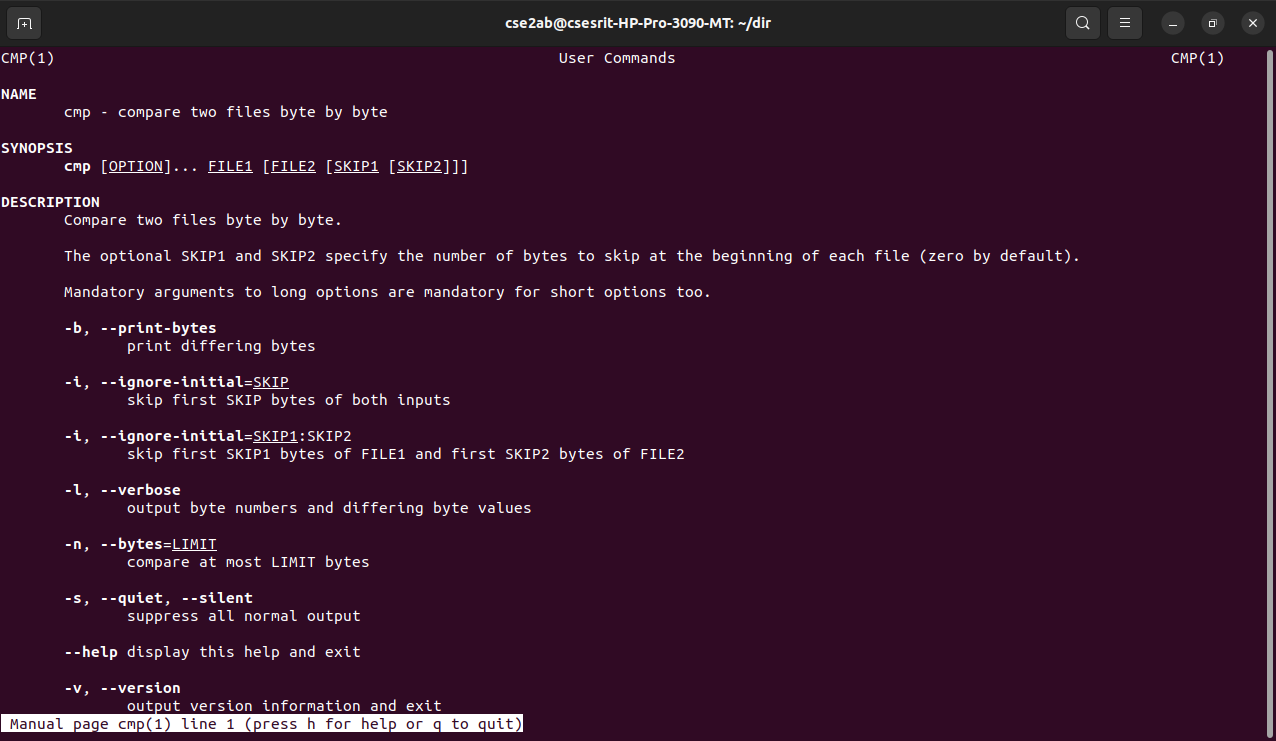 cse2ab@csesrit-HP-Pro-3090-MT: ~/dir
CMP(1) User Commands CMP(1)
NAME
cmp - compare two files byte by byte
SYNOPSIS
cmp [OPTION]... FILE1 [FILE2 [SKIP1 [SKIP2]]]
DESCRIPTION
Compare two files byte by byte.
The optional SKIP1 and SKIP2 specify the number of bytes to skip at the beginning of each file (zero by default).
Mandatory arguments to long options are mandatory for short options too.
-b, --print-bytes
print differing bytes
-i, --ignore-initial=SKIP
skip first SKIP bytes of both inputs
-i, --ignore-initial=SKIP1:SKIP2
skip first SKIP1 bytes of FILE1 and first SKIP2 bytes of FILE2
-l, --verbose
output byte numbers and differing byte values
-n, --bytes=LIMIT
compare at most LIMIT bytes
-s, --quiet, --silent
suppress all normal output
--help display this help and exit
-v, --version
output version information and exit
Manual page cmp(1) line 1 (press h for help or q to quit)